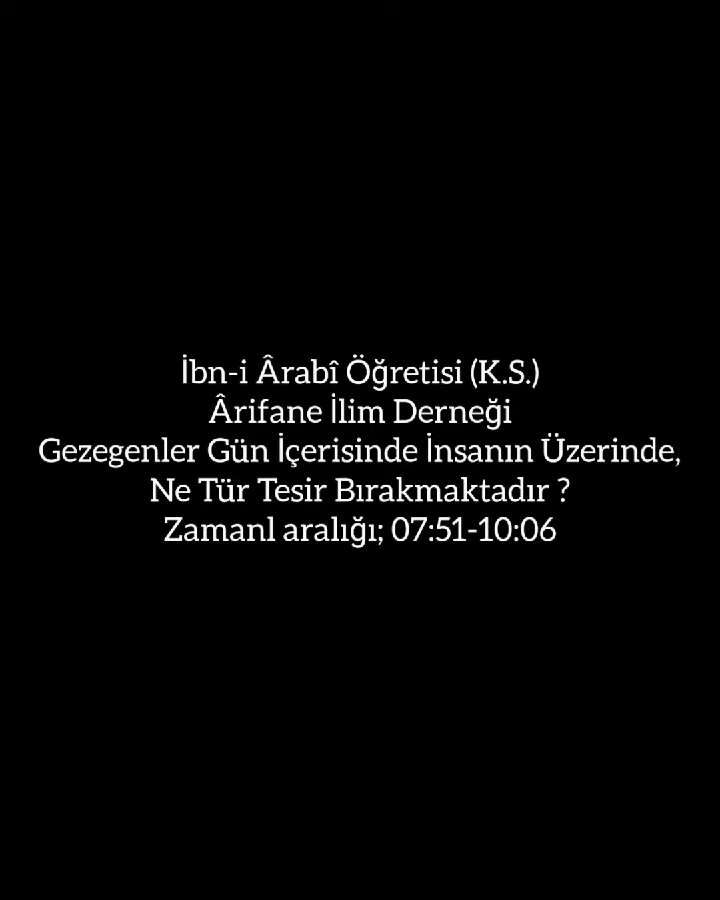 İbn-i Ârabî Öğretisi (K.S.)
Ârifane İlim Derneği
Gezegenler Gün İçerisinde İnsanın Üzerinde,
Ne Tür Tesir Bırakmaktadır ?
Zamanl aralığı; 07:51-10:06